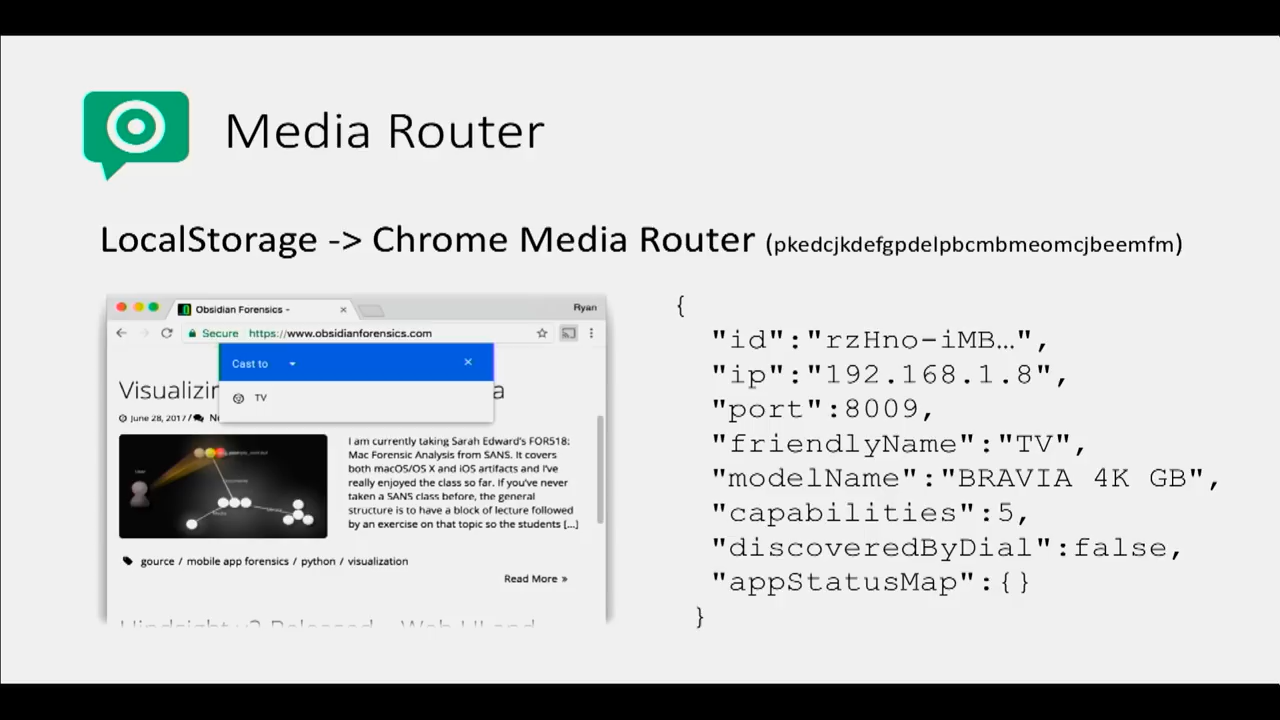 Media Router
LocalStorage -> Chrome Media Router (pkedcjkdefgpdelpbcmbmeomcjbeemfm)
Obsidian Forensics -
Ryan
Secure https://www.obsidianforensics.com
Cast to
TV
Visualizin
a
June 28, 2017 /
I am currently taking Sarah Edward's FOR518:
Mac Forensic Analysis from SANS. It covers
both macOS/OS X and iOS artifacts and I've
really enjoyed the class so far. If you've never
taken a SANS class before, the general
structure is to have a block of lecture followed
by an exercise on that topic so the students [...]
gource / mobile app forensics / python / visualization
Read More »
{
"id":"rzHno-iMB…",
"ip":"192.168.1.8",
"port":8009,
"friendlyName":"TV",
"modelName":"BRAVIA 4K GB",
"capabilities":5,
"discoveredByDial":false,
"appStatusMap":{}
}